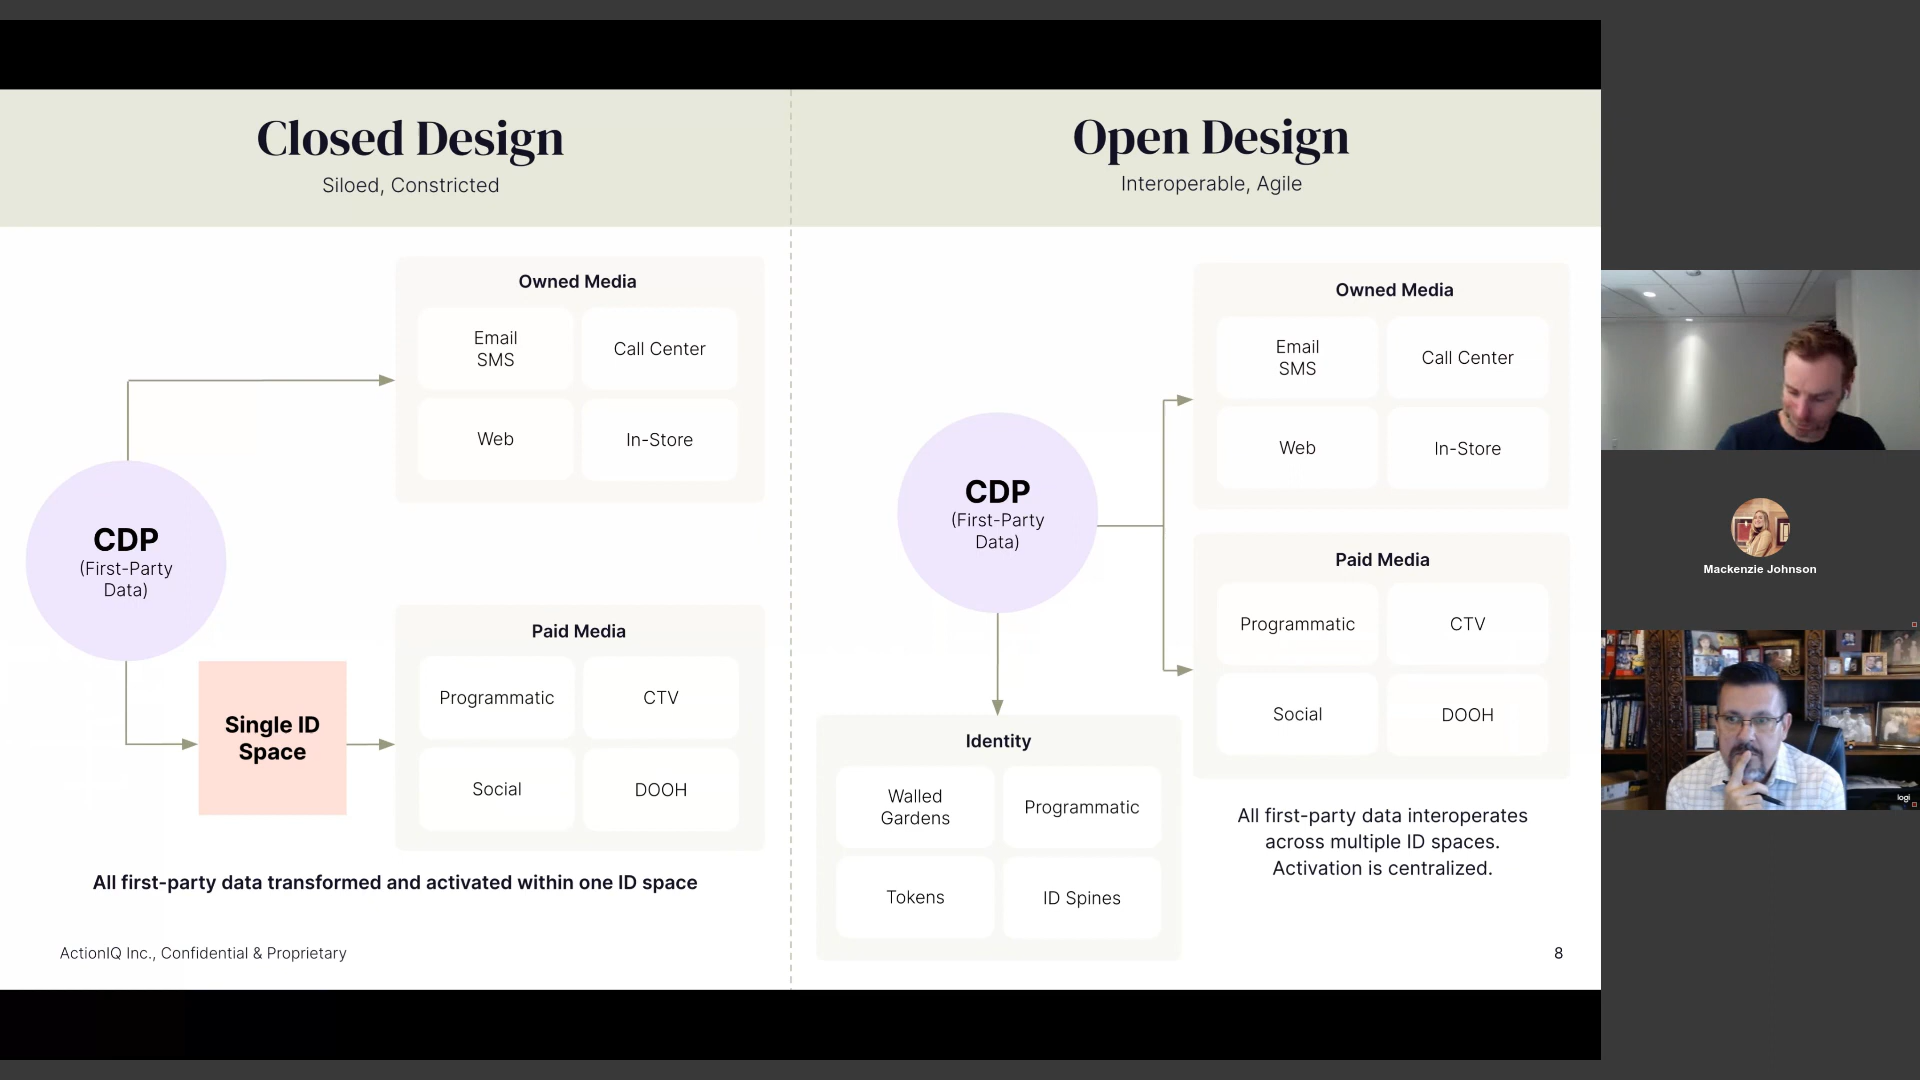 Closed Design
Siloed, Constricted
Owned Media
Email
SMS
Call Center
Web
In-Store
CDP
(First-Party
Data)
Single ID
Space
Paid Media
Programmatic
CTV
Social
DOOH
All first-party data transformed and activated within one ID space
ActionIQ Inc., Confidential & Proprietary
Open Design
Interoperable, Agile
Owned Media
Email
SMS
Call Center
Web
In-Store
CDP
(First-Party
Data)
Paid Media
Programmatic
CTV
Social
DOOH
Identity
Walled
Gardens
Programmatic
Tokens
ID Spines
All first-party data interoperates
across multiple ID spaces.
Activation is centralized.
8
Mackenzie Johnson
logi